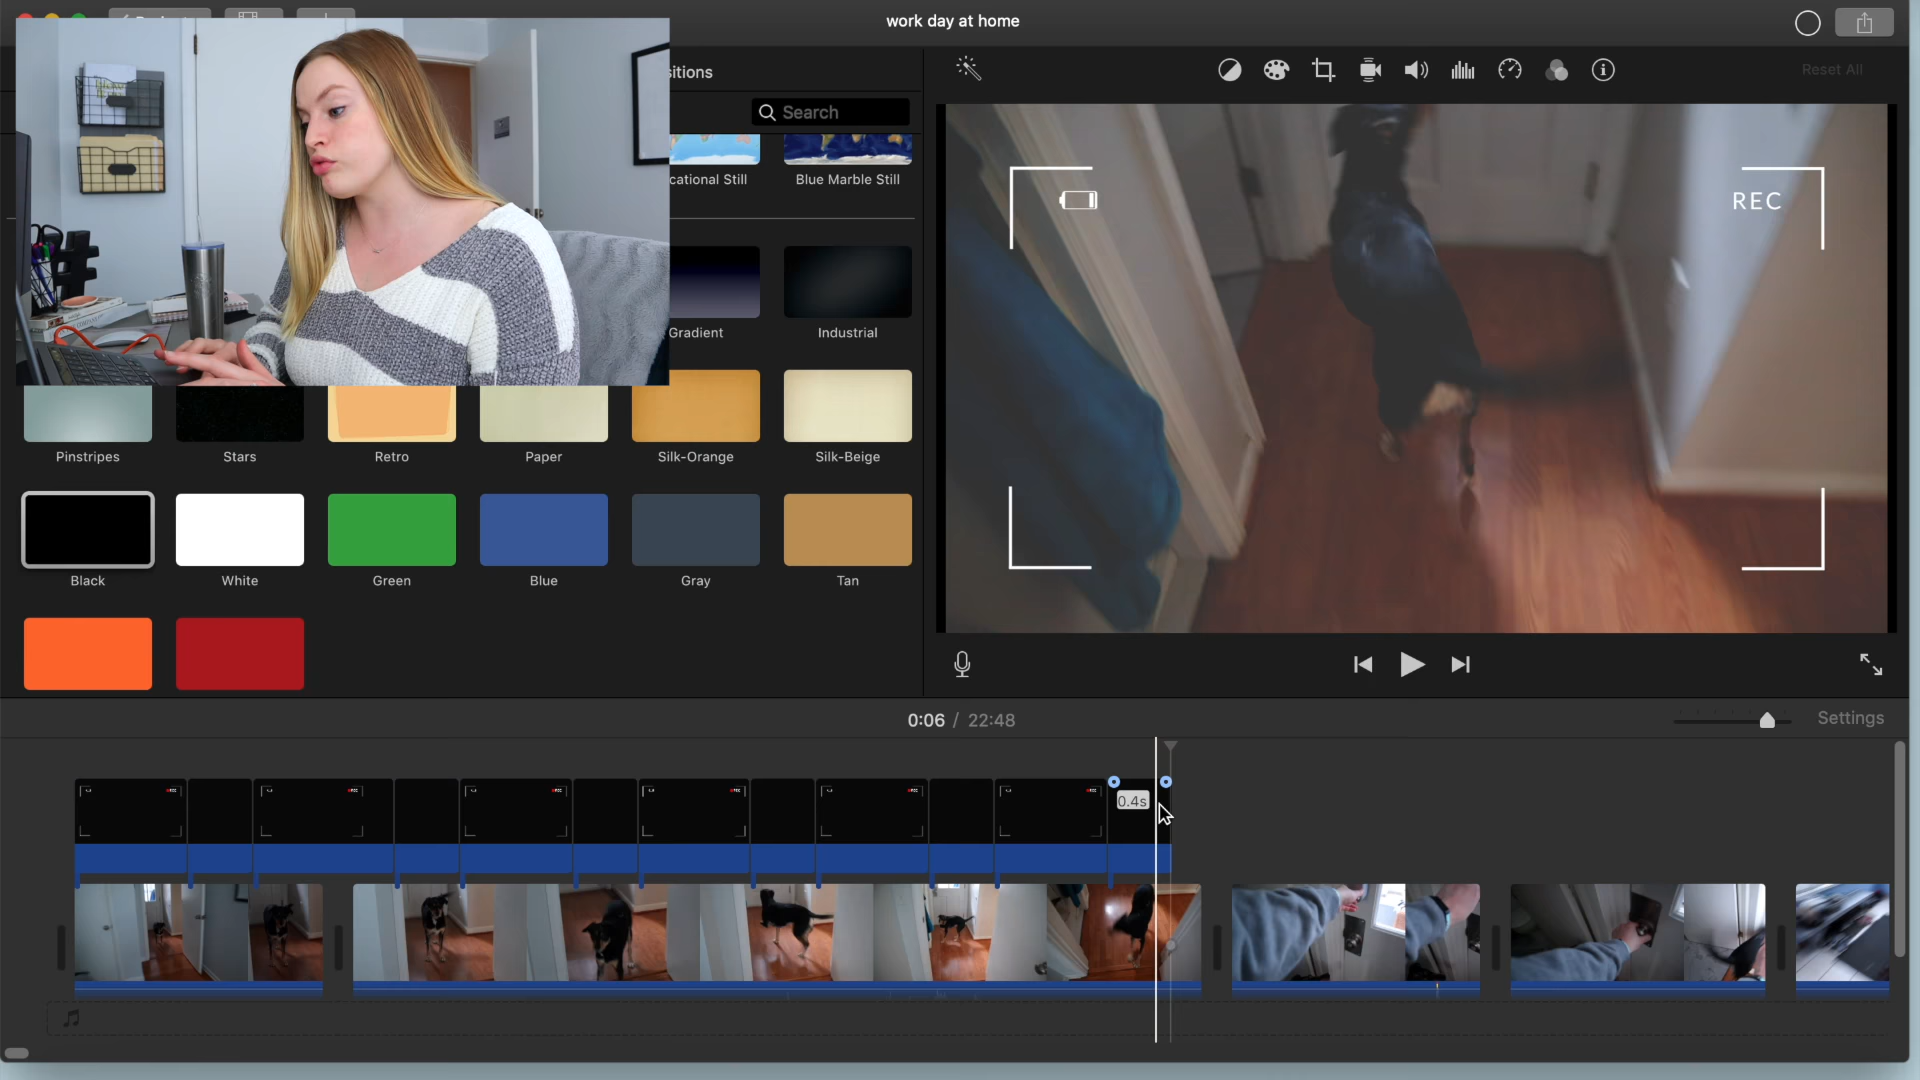 work day at home
itions
Reset All
Search
cational Still
Blue Marble Still
REC
Gradient
Industrial
Pinstripes
Stars
Retro
Paper
Silk-Orange
Silk-Beige
Black
White
Green
Blue
Gray
Tan
0:06 / 22:48
Settings
0.4s